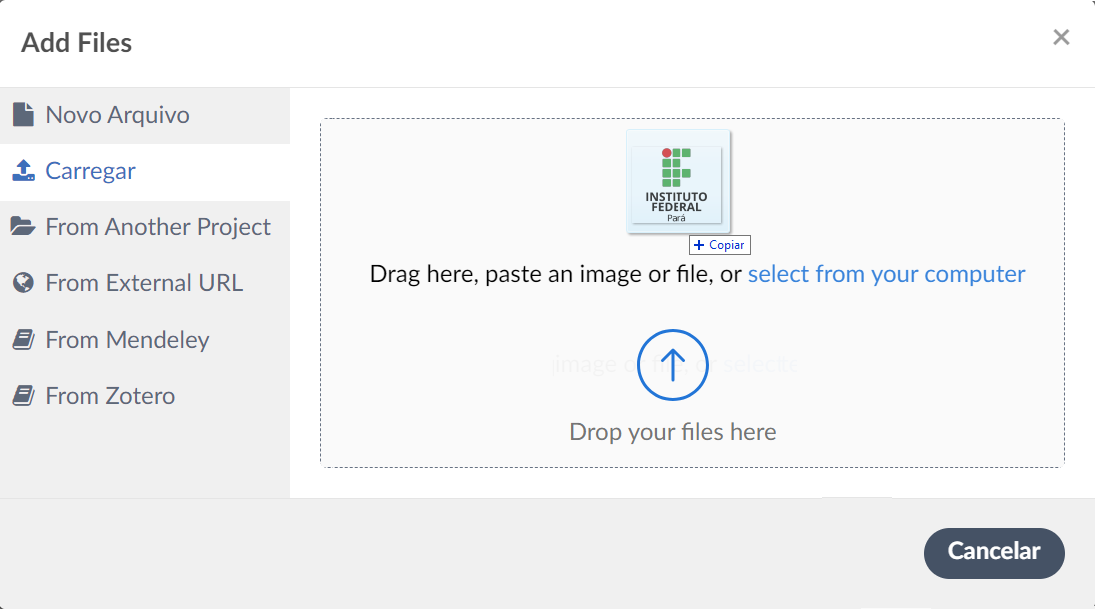 Add Files
Novo Arquivo
Carregar
From Another Project
From External URL
From Mendeley
From Zotero
INSTITUTO
FEDERAL
Pará
+ Copiar
Drag here, paste an image or file, or select from your computer
image or file, or selecite
Drop your files here
Cancelar